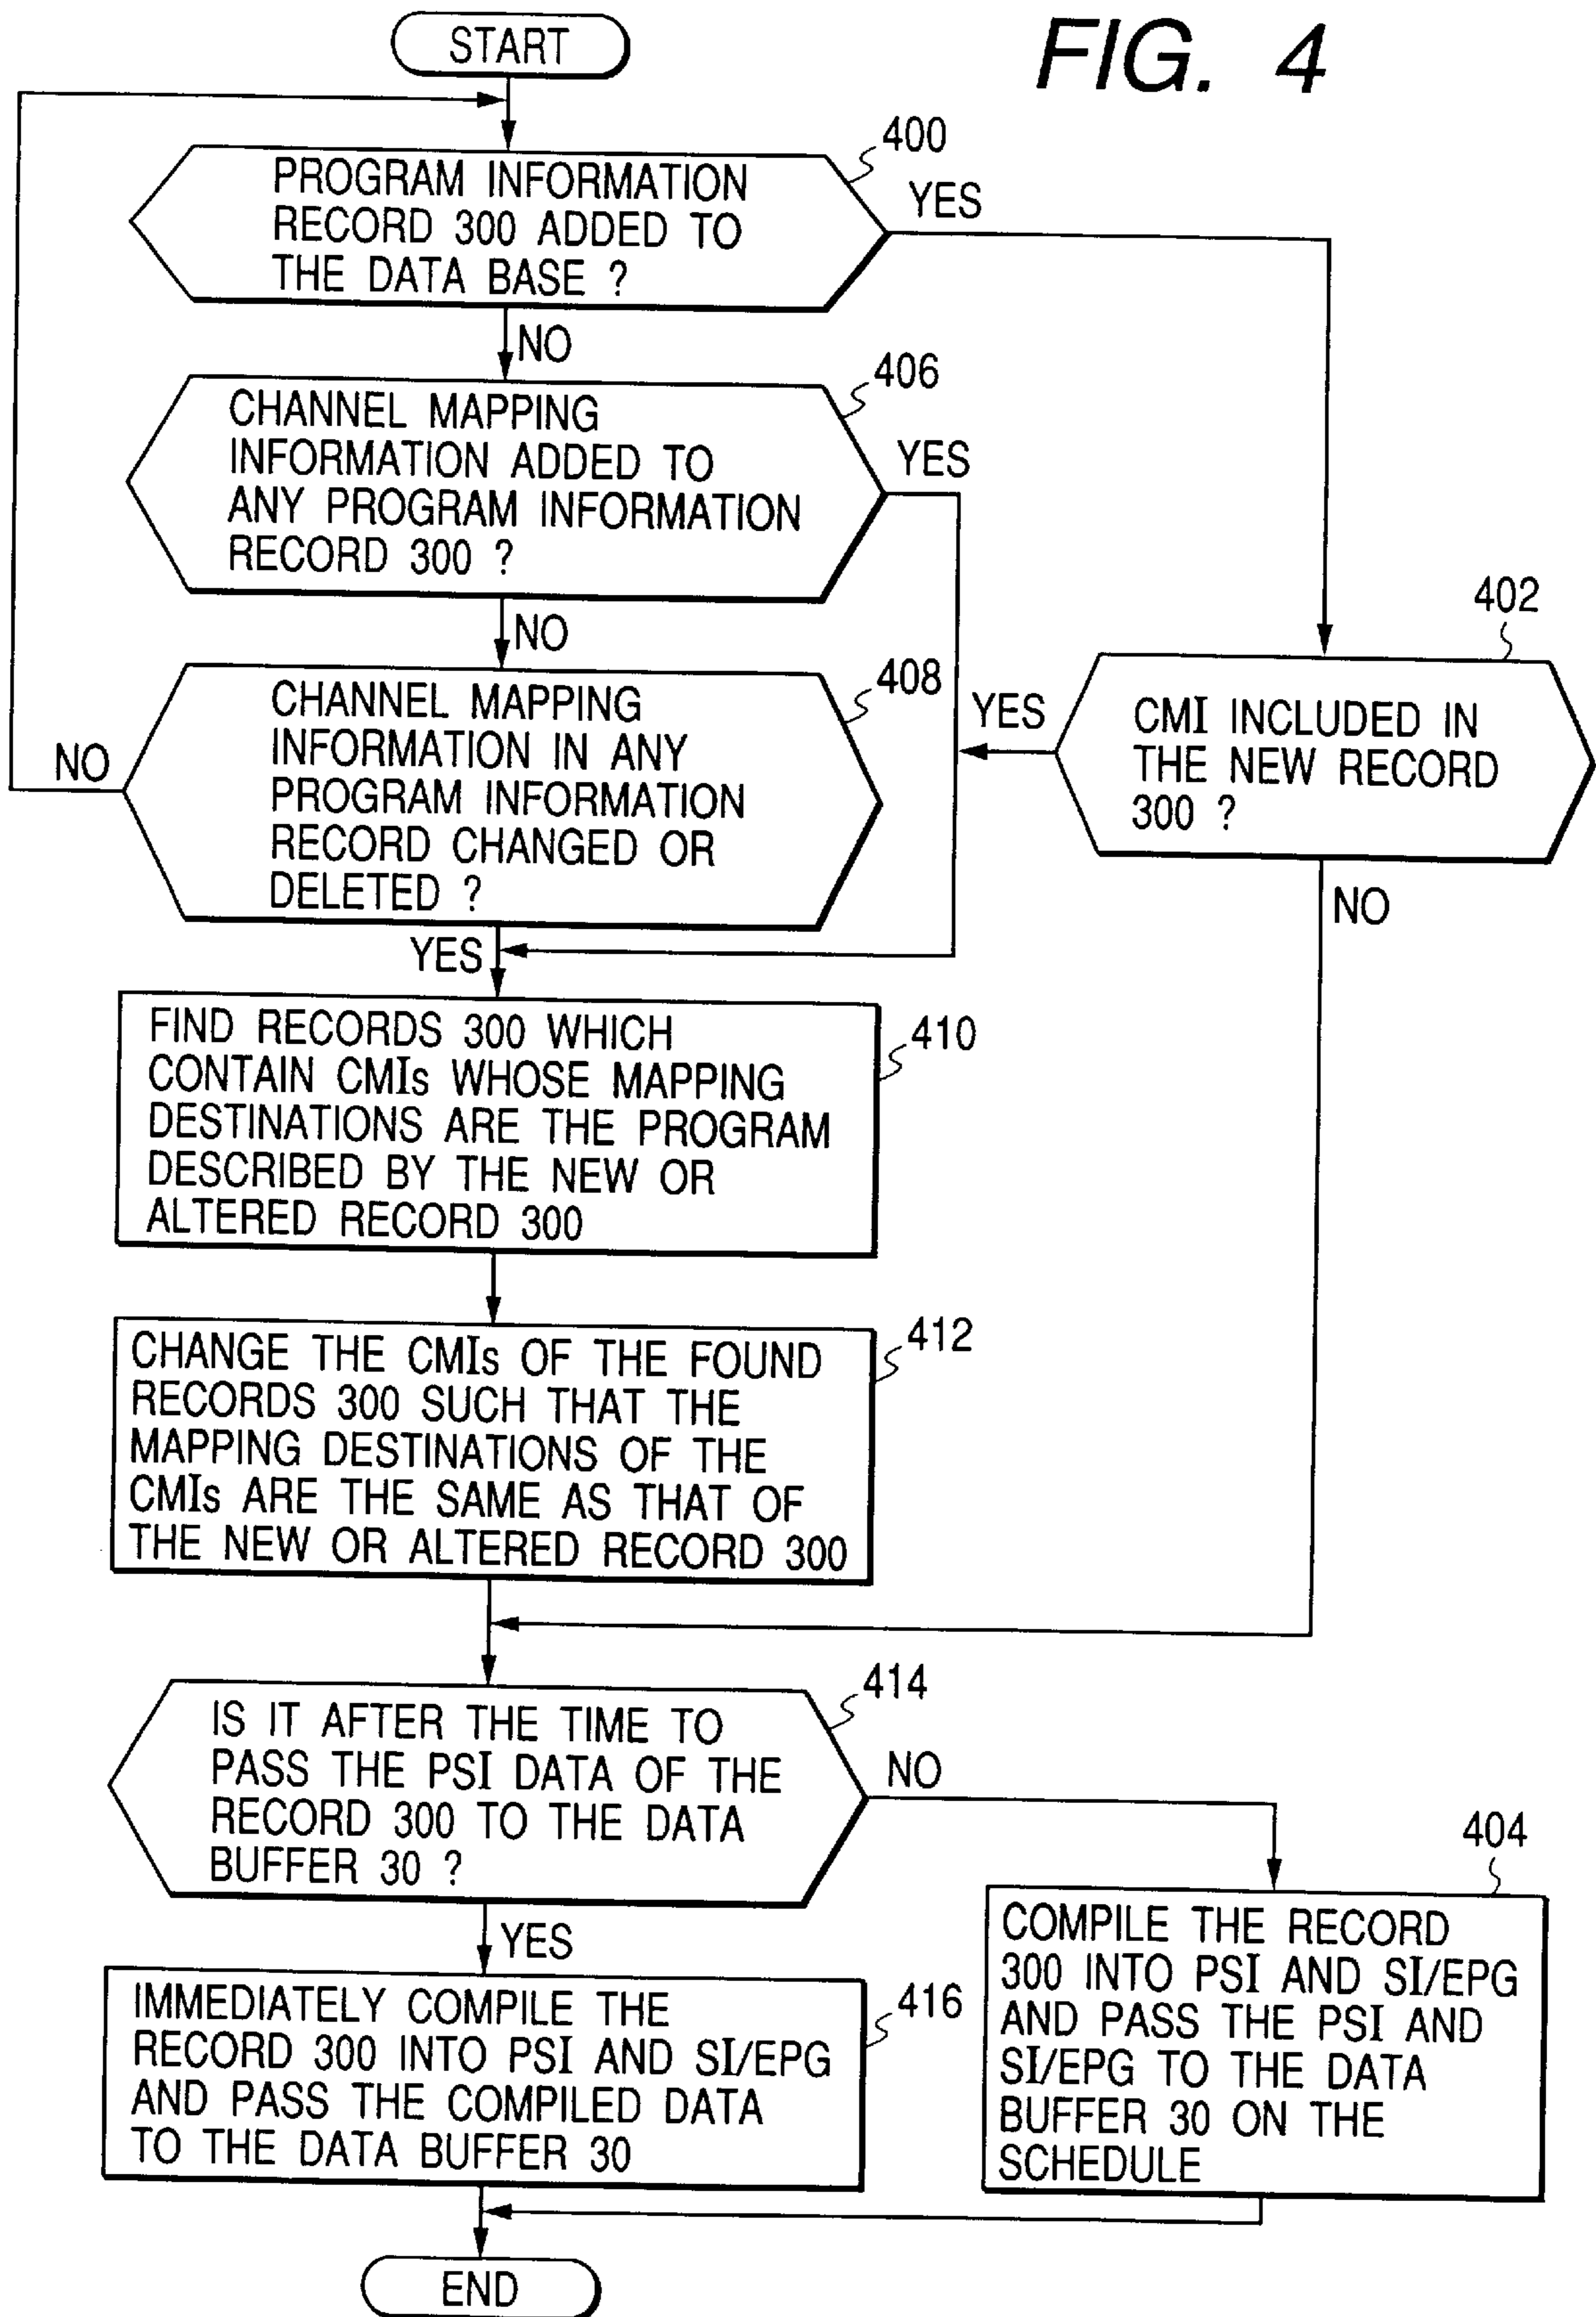 START
FIG. 4
400
PROGRAM INFORMATION
RECORD 300 ADDED TO
THE DATA BASE ?
YES
NO
406
CHANNEL MAPPING
INFORMATION ADDED TO
ANY PROGRAM INFORMATION
RECORD 300 ?
YES
NO
402
CMI INCLUDED IN
THE NEW RECORD
300 ?
YES
NO
408
CHANNEL MAPPING
INFORMATION IN ANY
PROGRAM INFORMATION
RECORD CHANGED OR
DELETED ?
NO
YES
410
FIND RECORDS 300 WHICH
CONTAIN CMIs WHOSE MAPPING
DESTINATIONS ARE THE PROGRAM
DESCRIBED BY THE NEW OR
ALTERED RECORD 300
412
CHANGE THE CMIs OF THE FOUND
RECORDS 300 SUCH THAT THE
MAPPING DESTINATIONS OF THE
CMIs ARE THE SAME AS THAT OF
THE NEW OR ALTERED RECORD 300
414
IS IT AFTER THE TIME TO
PASS THE PSI DATA OF THE
RECORD 300 TO THE DATA
BUFFER 30 ?
NO
YES
404
COMPILE THE RECORD
300 INTO PSI AND SI/EPG
AND PASS THE PSI AND
SI/EPG TO THE DATA
BUFFER 30 ON THE
SCHEDULE
416
IMMEDIATELY COMPILE THE
RECORD 300 INTO PSI AND SI/EPG
AND PASS THE COMPILED DATA
TO THE DATA BUFFER 30
END